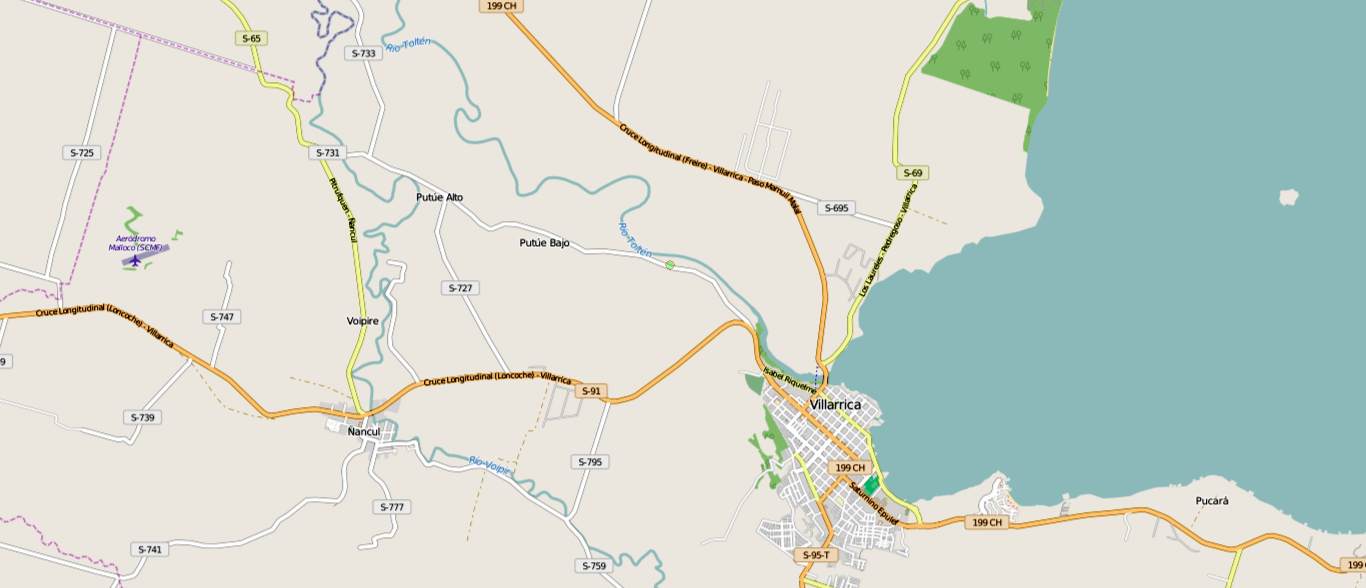 199 CH
S-65
Río-Toltén
S-733
Cruce Longitudinal (Freire) - Villarrica - Paso Mamuil Malal
S-725
S-731
S-69
Pitrufquen - Ñancul
Putúe Alto
S-695
Los Laureles - Pedregoso - Villarrica
Río-Toltén
Aeródromo
Malloco (SCMF)
Putúe Bajo
S-727
Cruce Longitudinal (Loncoche) - Villarrica
S-747
Voipire
9
Cruce Longitudinal (Loncoche) - Villarrica
S-91
Isabel Riquelme
Villarrica
S-739
Ñancul
Río-Voipir
S-795
199 CH
Saturnino Epulef
Pucará
S-777
199 CH
S-741
S-95-T
S-759
199